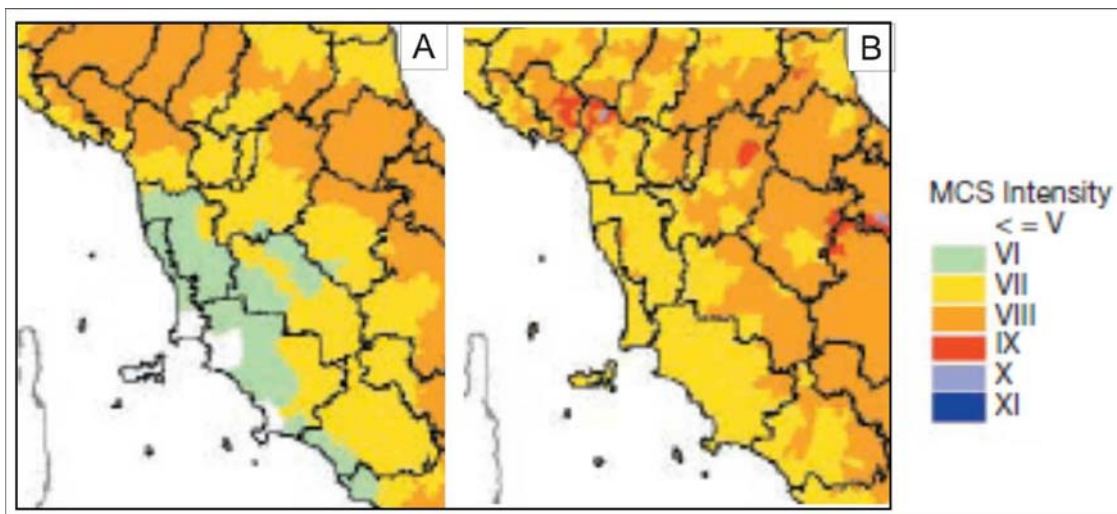 A
B
MCS Intensity
< = V
VI
VII
VIII
IX
X
XI